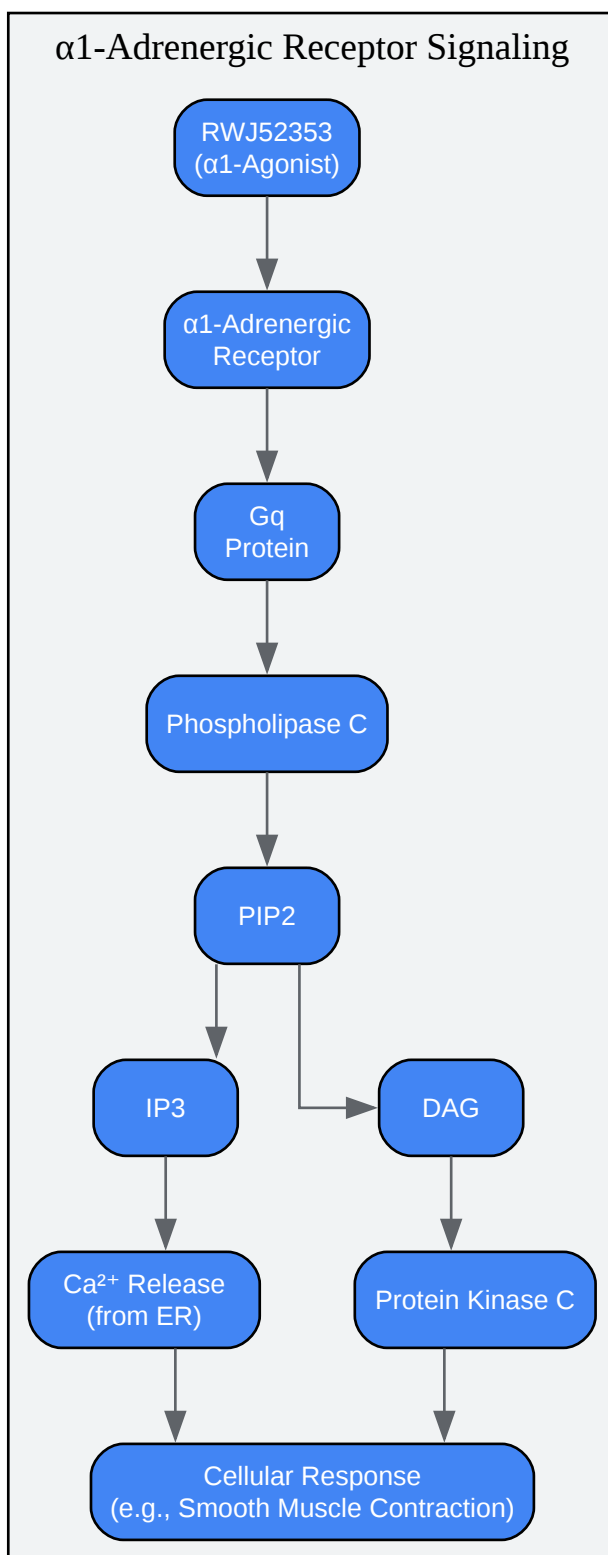 α1-Adrenergic Receptor Signaling
RWJ52353
(α1-Agonist)
α1-Adrenergic
Receptor
Gq
Protein
Phospholipase C
PIP2
IP3
DAG
Ca²⁺ Release
(from ER)
Protein Kinase C
Cellular Response
(e.g., Smooth Muscle Contraction)